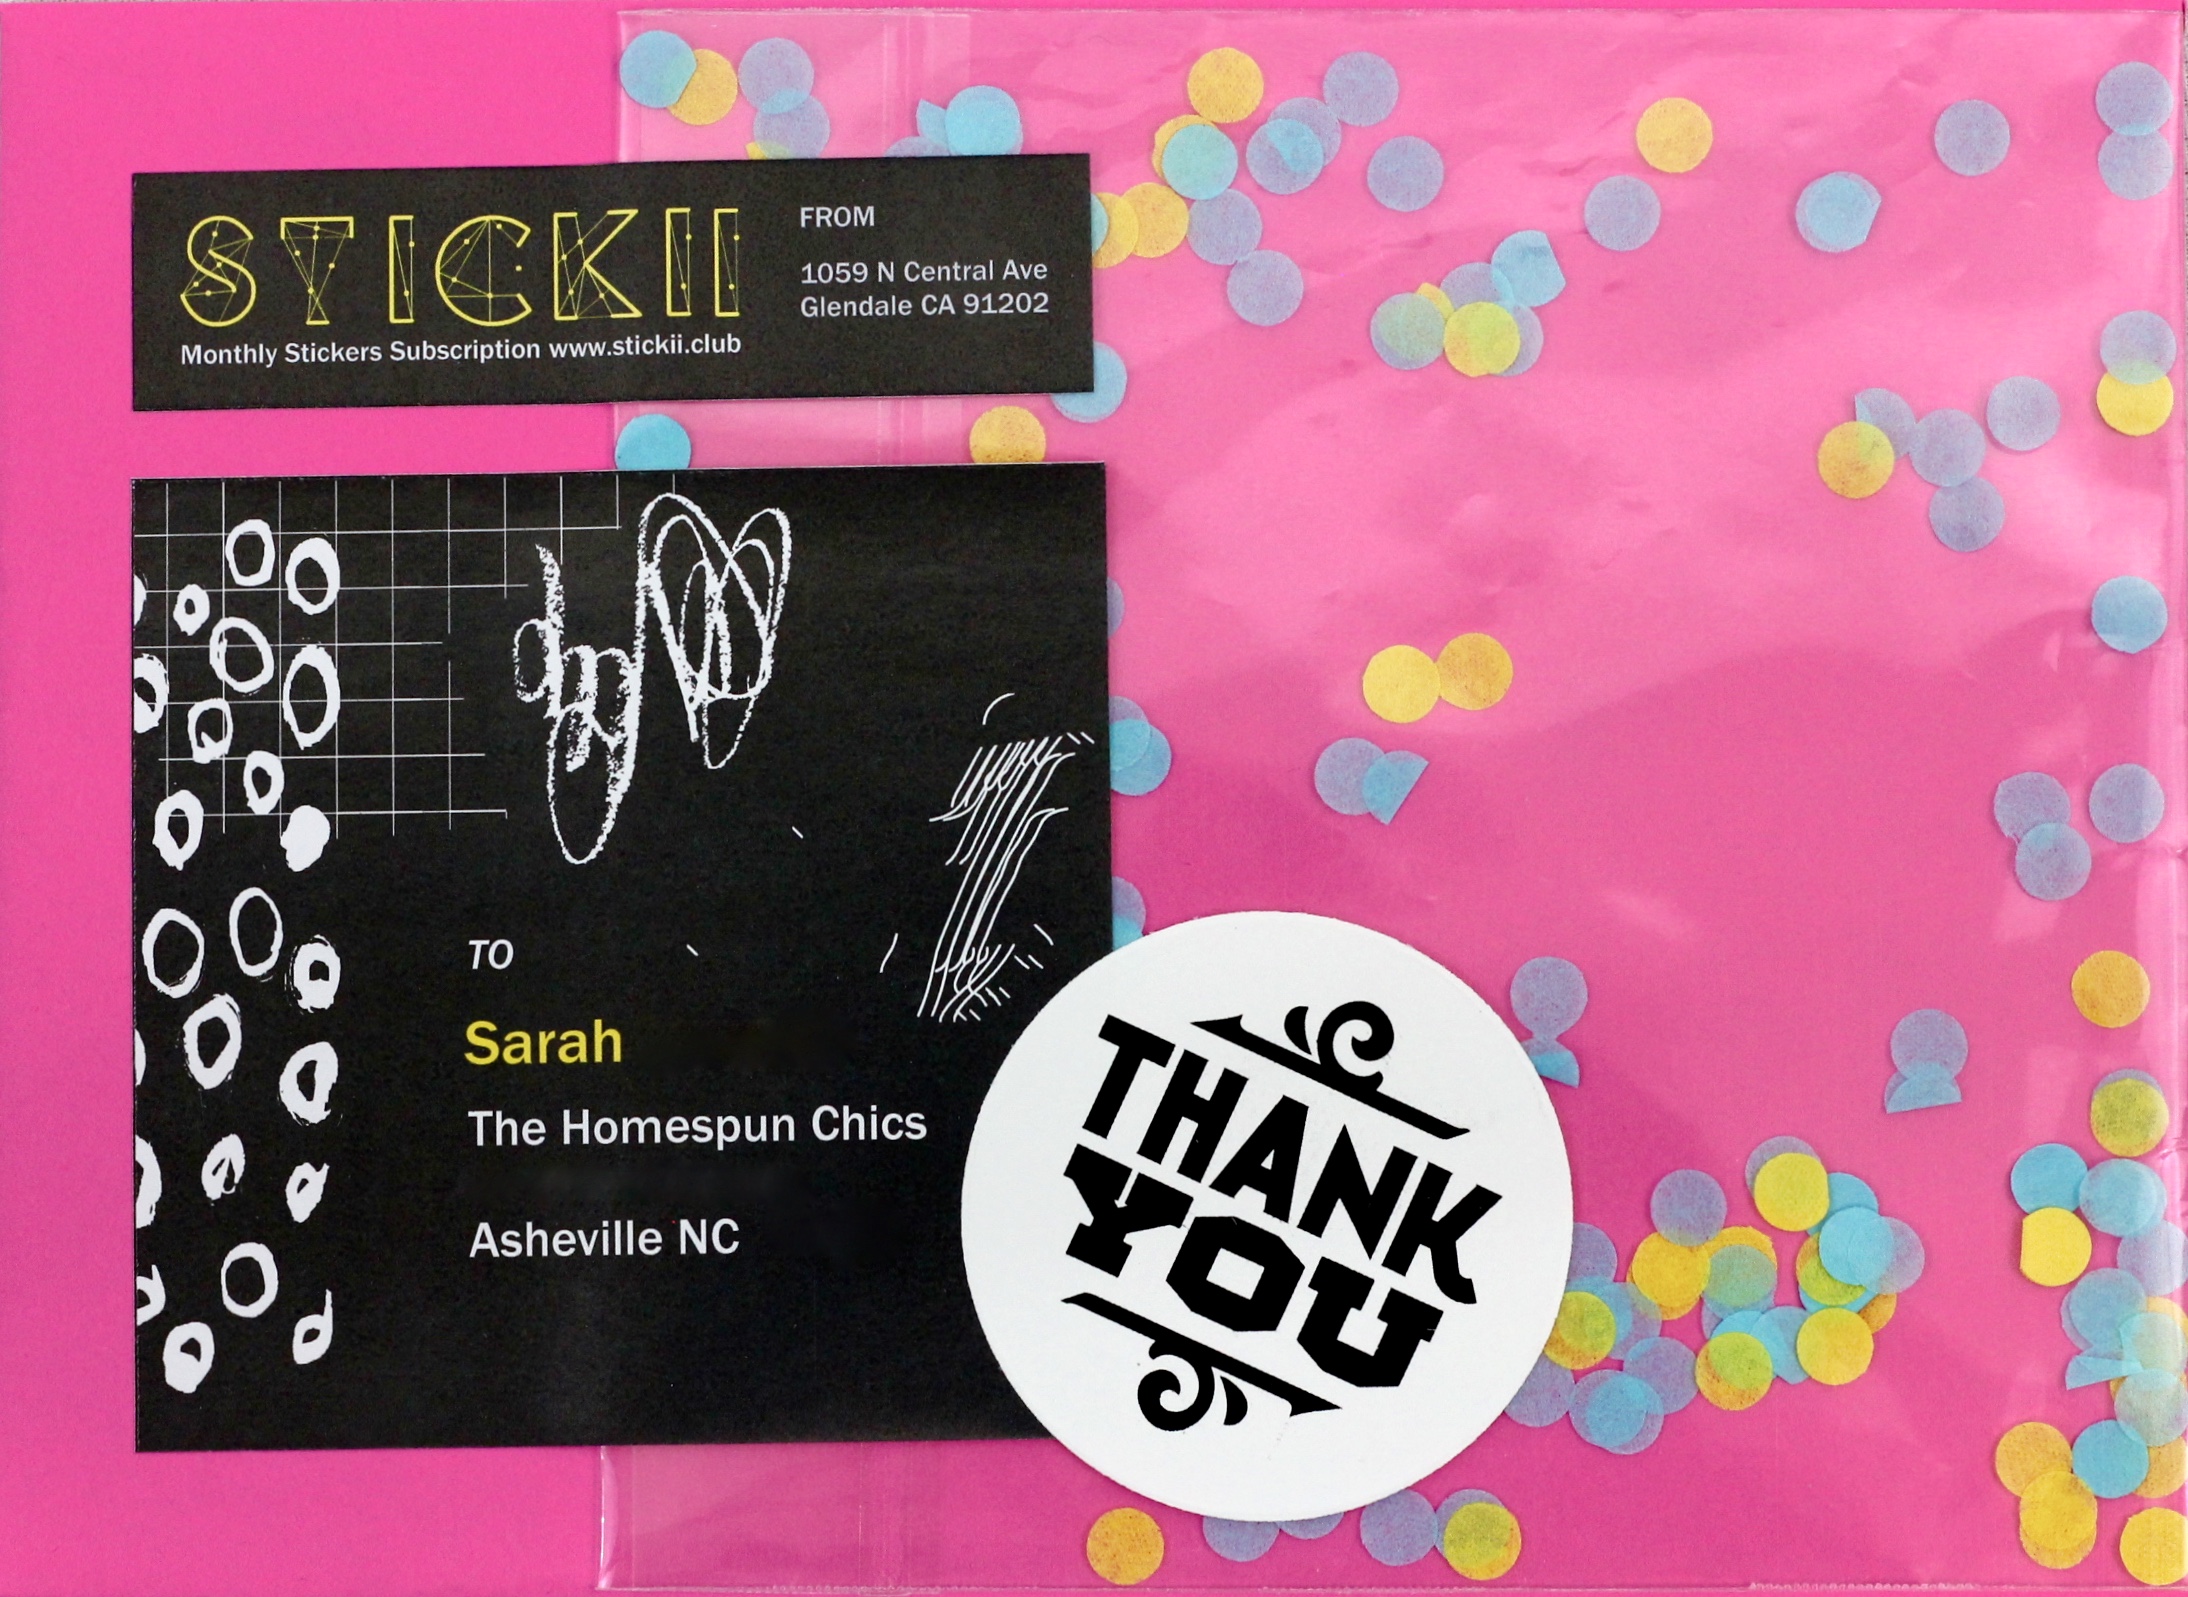 STICKII
Monthly Stickers Subscription www.stickii.club
FROM
1059 N Central Ave
Glendale CA 91202
TO
Sarah
The Homespun Chics
Asheville NC
THANK
YOU